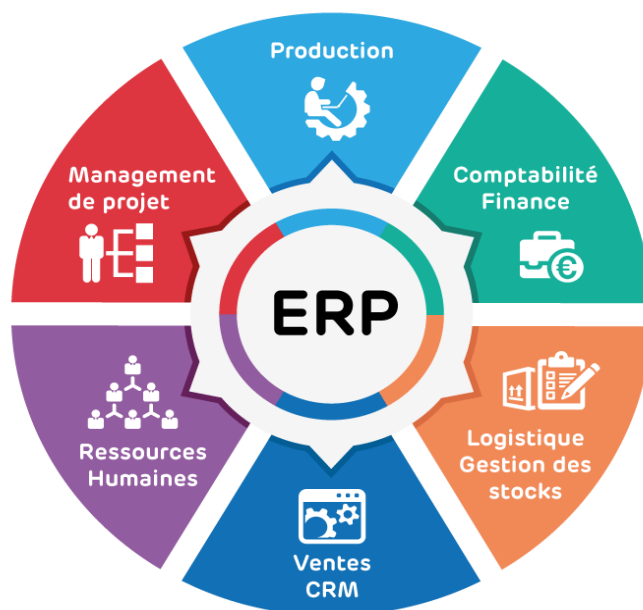 Production
Management
de projet
Comptabilité
Finance
ERP
Ressources
Humaines
Logistique
Gestion des
stocks
Ventes
CRM